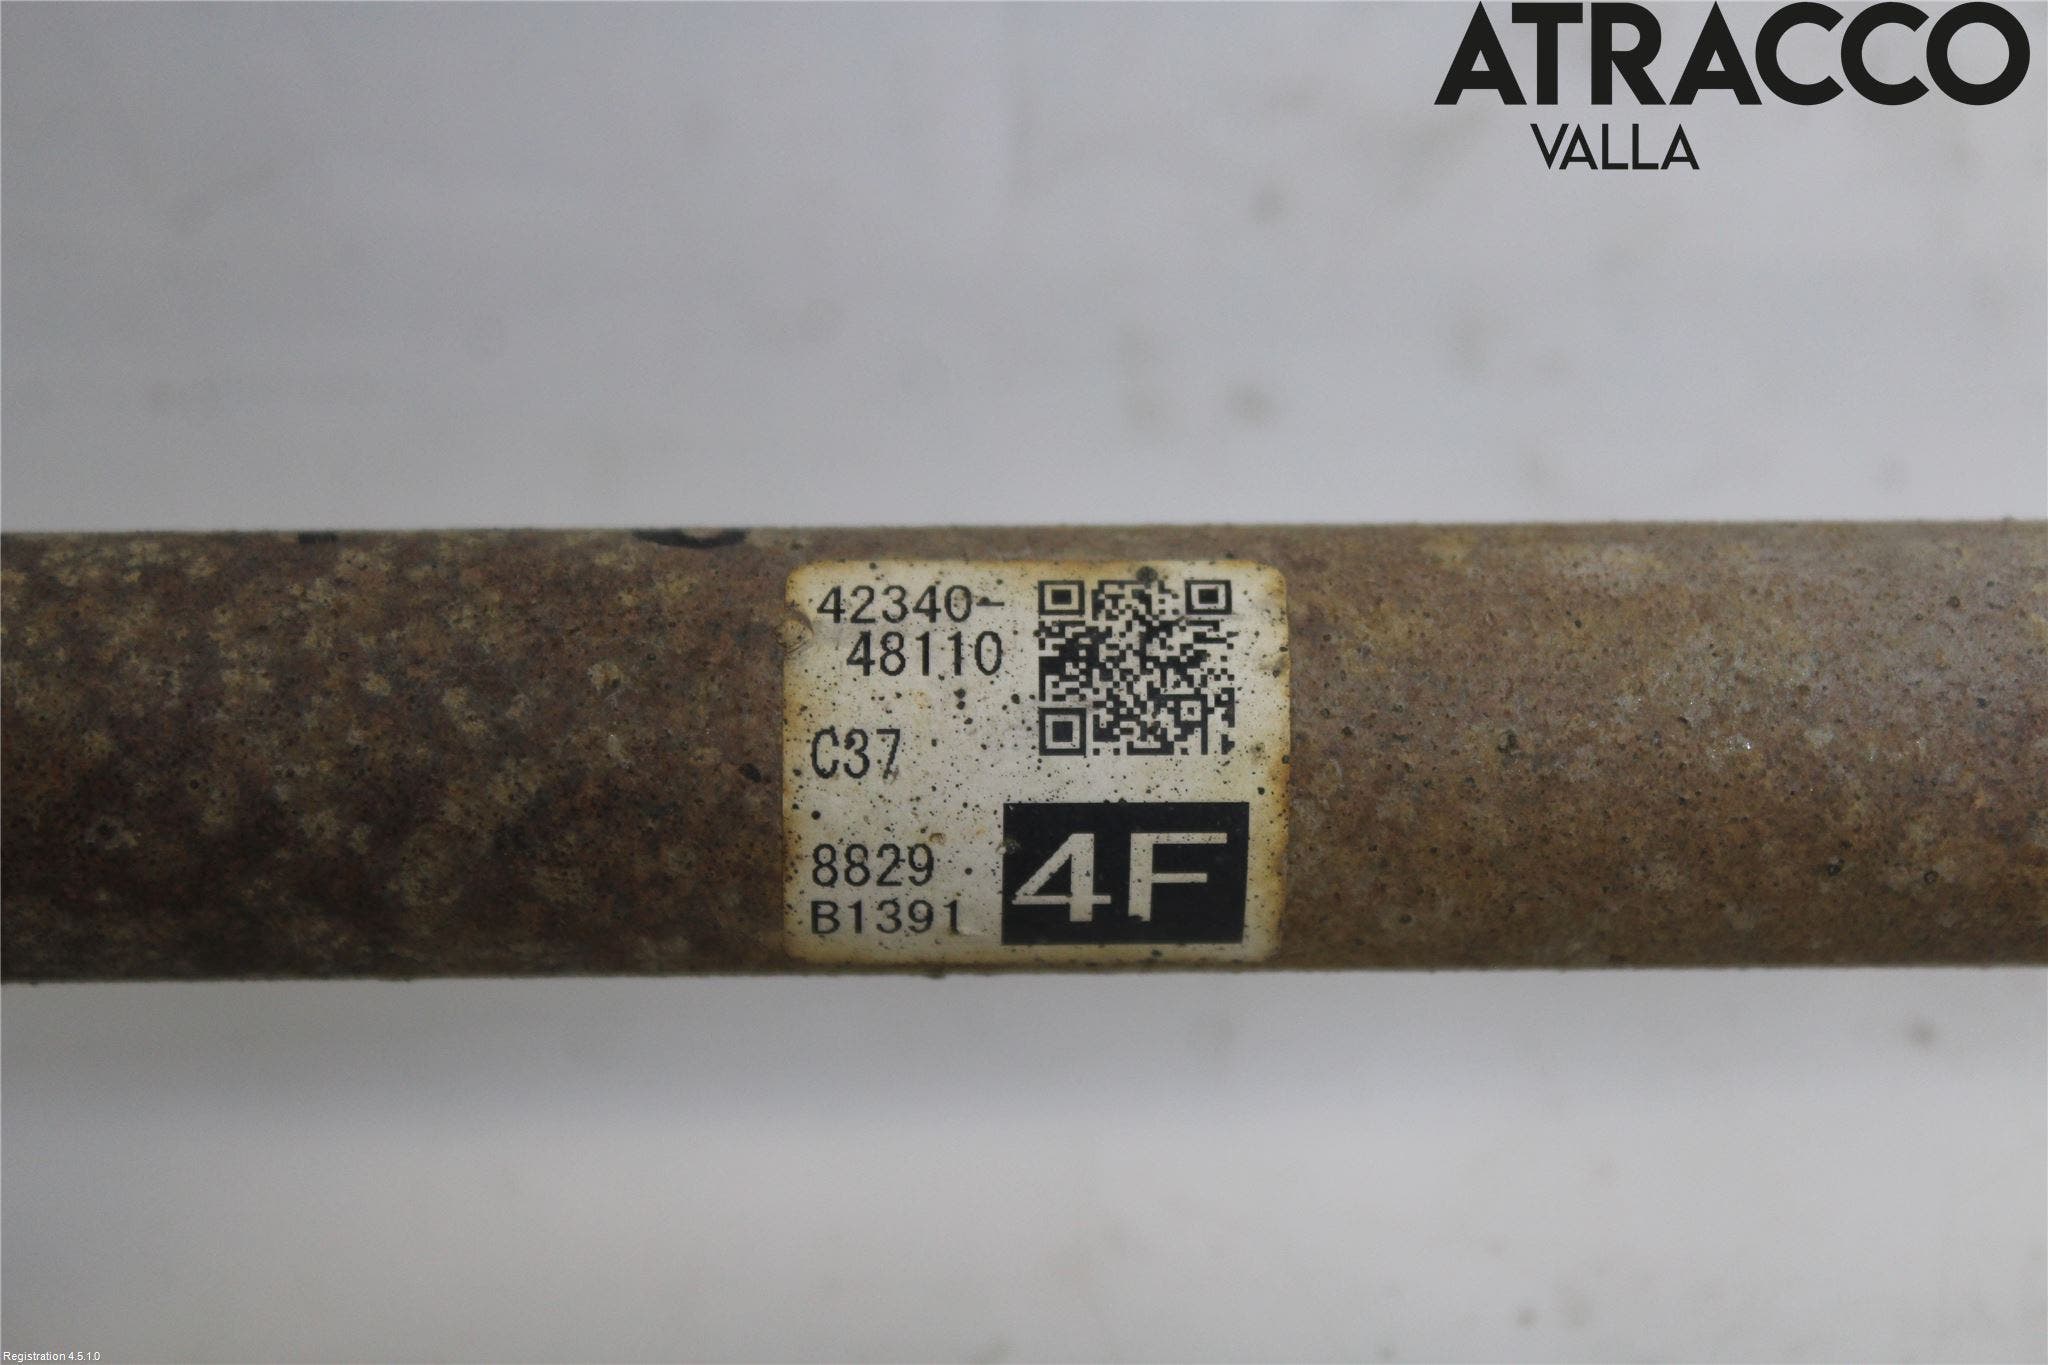 ATRACCO
VALLA
42340-
48110
C37
8829
B1391
4F
Registration 4.5.1.0